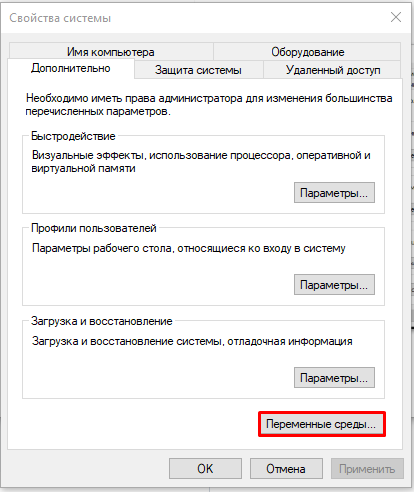 Свойства системы
Имя компьютера
Оборудование
Дополнительно
Защита системы
Удаленный доступ
Необходимо иметь права администратора для изменения большинства
перечисленных параметров.
Быстродействие
Визуальные эффекты, использование процессора, оперативной и
виртуальной памяти
Параметры...
Профили пользователей
Параметры рабочего стола, относящиеся ко входу в систему
Параметры...
Загрузка и восстановление
Загрузка и восстановление системы, отладочная информация
Параметры...
Переменные среды...
ОК
Отмена
Применить